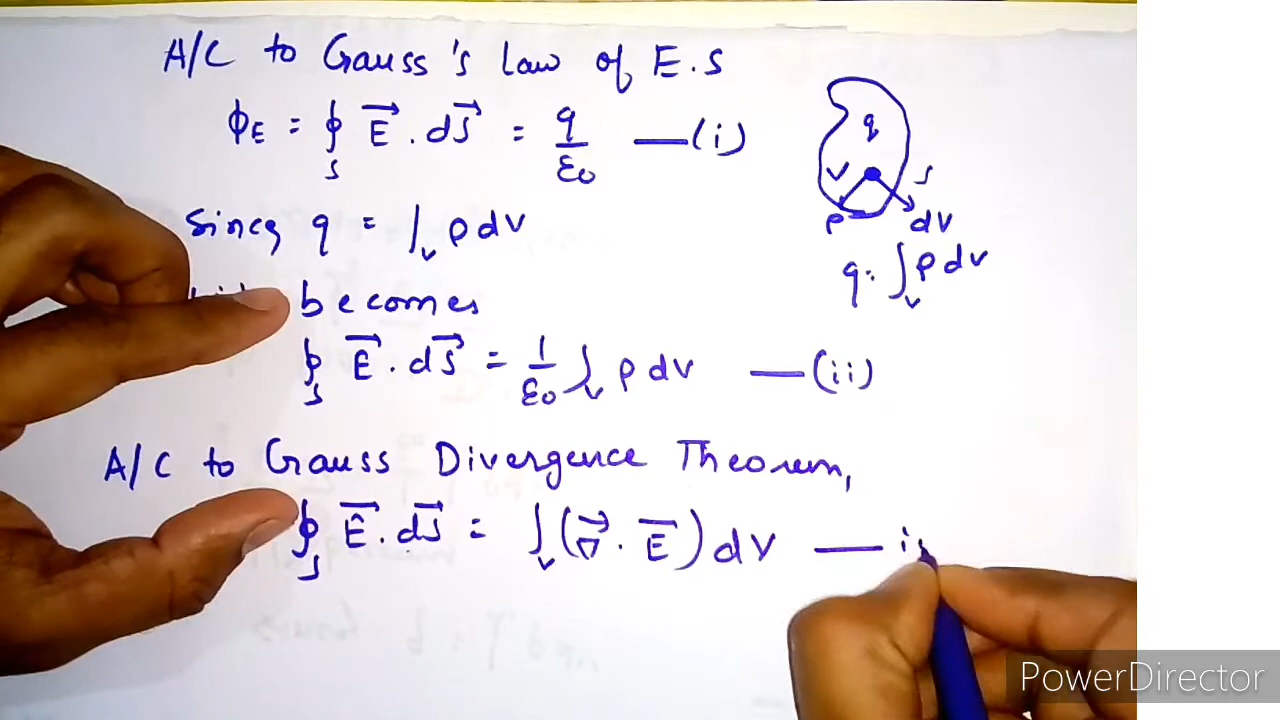 A/C to Gauss's Law of E.S
ϕE = ∮S E⃗ . dS⃗ = q/ε0 —(i)
q
V S
ρ dV
Since q = ∫V ρ dV
q = ∫V ρ dV
becomes
∮S E⃗ . dS⃗ = 1/ε0 ∫V ρ dV —(ii)
A/C to Gauss Divergence Theorem,
∮S E⃗ . dS⃗ = ∫V (∇⃗ . E⃗) dV — i
PowerDirector